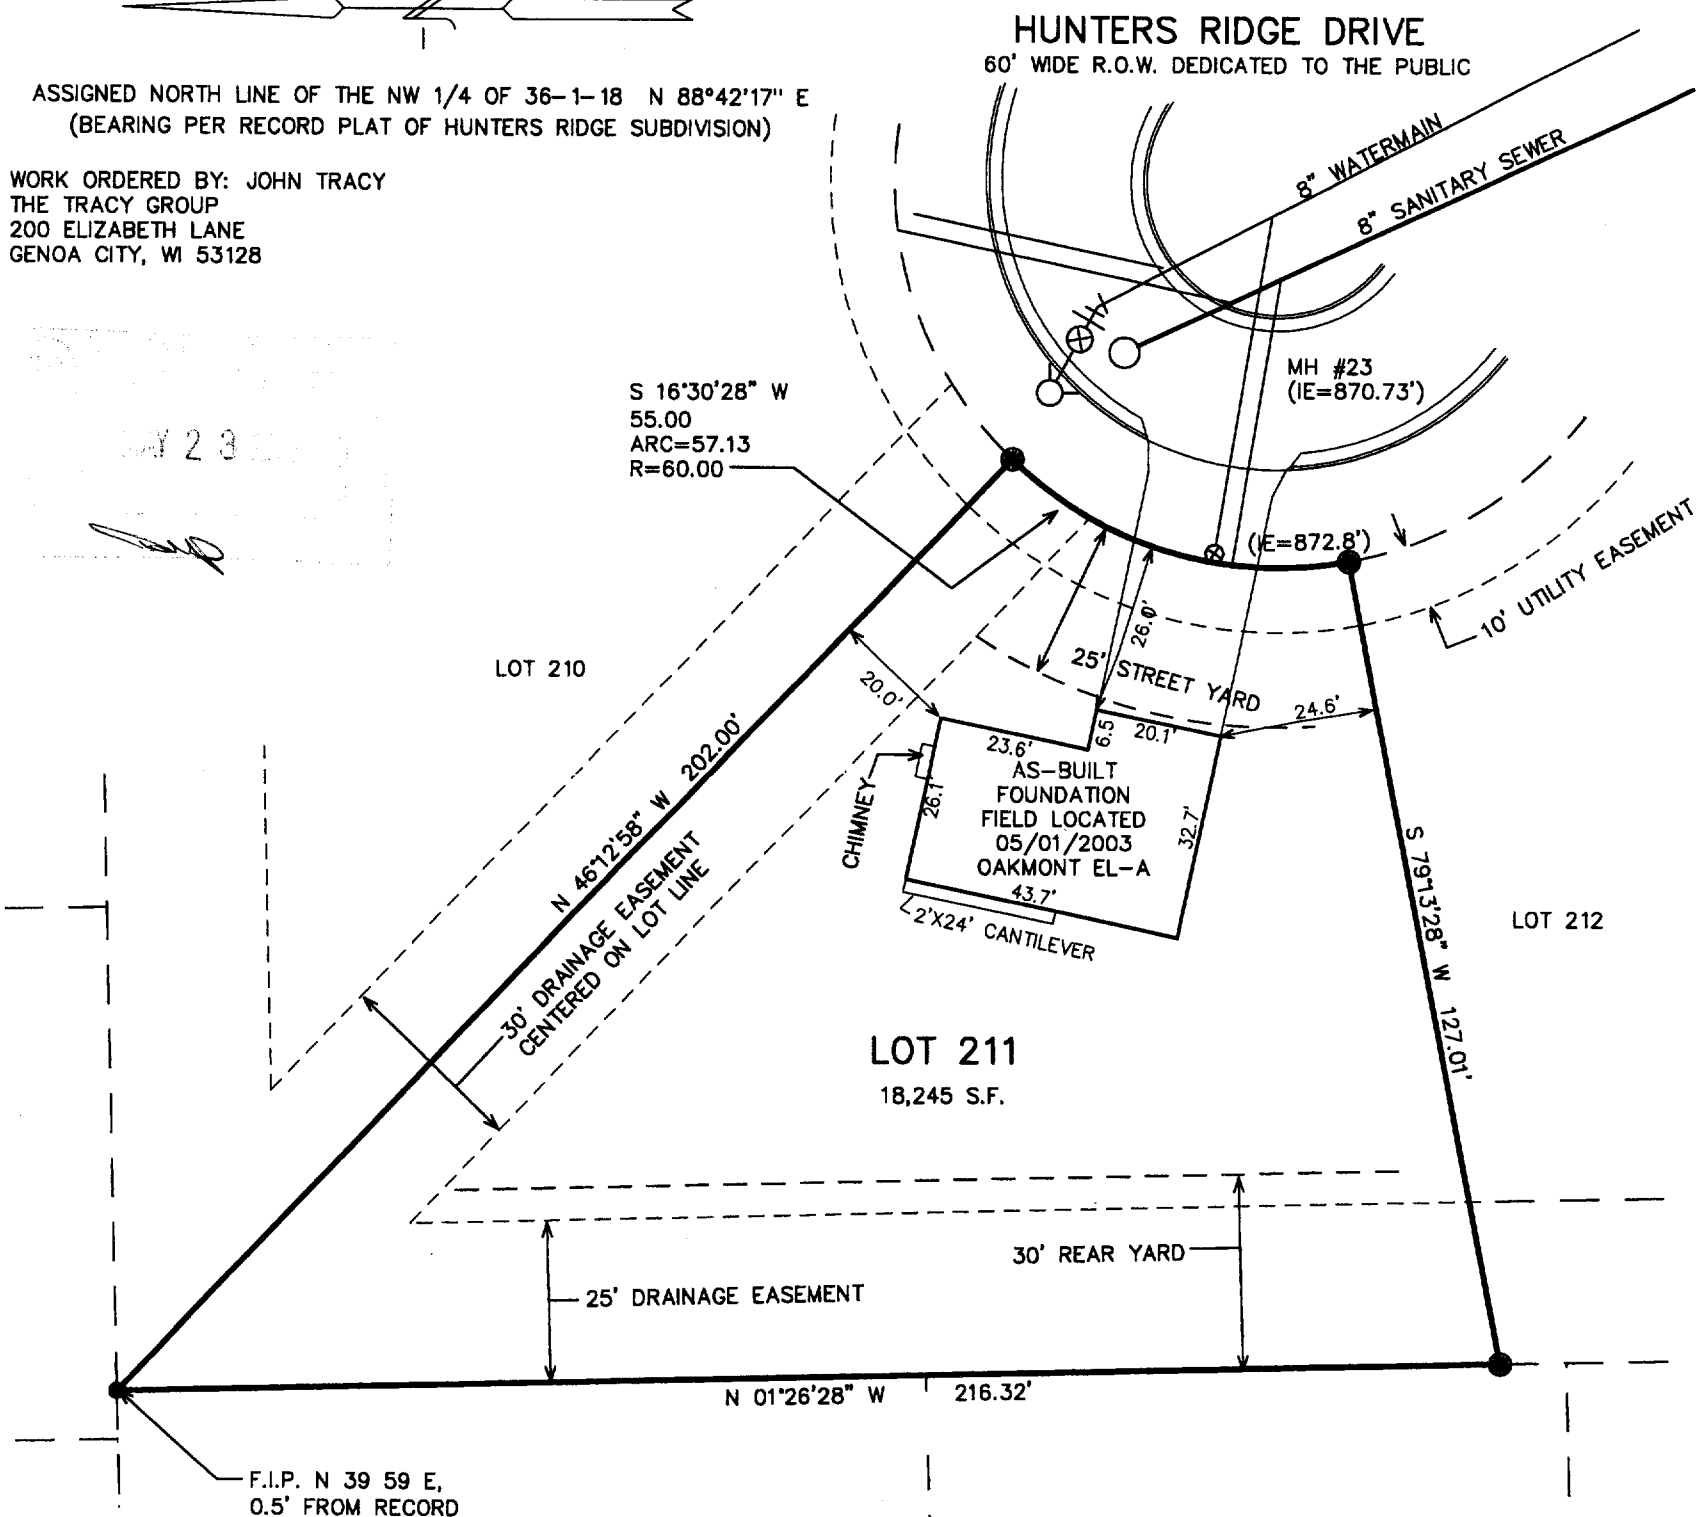 HUNTERS RIDGE DRIVE
60' WIDE R.O.W. DEDICATED TO THE PUBLIC
ASSIGNED NORTH LINE OF THE NW 1/4 OF 36-1-18 N 88°42'17" E
(BEARING PER RECORD PLAT OF HUNTERS RIDGE SUBDIVISION)
WORK ORDERED BY: JOHN TRACY
THE TRACY GROUP
200 ELIZABETH LANE
GENOA CITY, WI 53128
8" WATERMAIN
8" SANITARY SEWER
MH #23
(IE=870.73')
S 16°30'28" W
55.00
ARC=57.13
R=60.00
(IE=872.8')
10' UTILITY EASEMENT
26.0'
25' STREET YARD
LOT 210
20.0'
24.6'
23.6'
6.5
20.1'
AS-BUILT
FOUNDATION
FIELD LOCATED
05/01/2003
OAKMONT EL-A
CHIMNEY
26.1'
32.7'
43.7'
2'X24' CANTILEVER
N 46°12'58" W 202.00'
30' DRAINAGE EASEMENT
CENTERED ON LOT LINE
S 79°13'28" W 127.01'
LOT 212
LOT 211
18,245 S.F.
30' REAR YARD
25' DRAINAGE EASEMENT
N 01°26'28" W 216.32'
F.I.P. N 39 59 E,
0.5' FROM RECORD